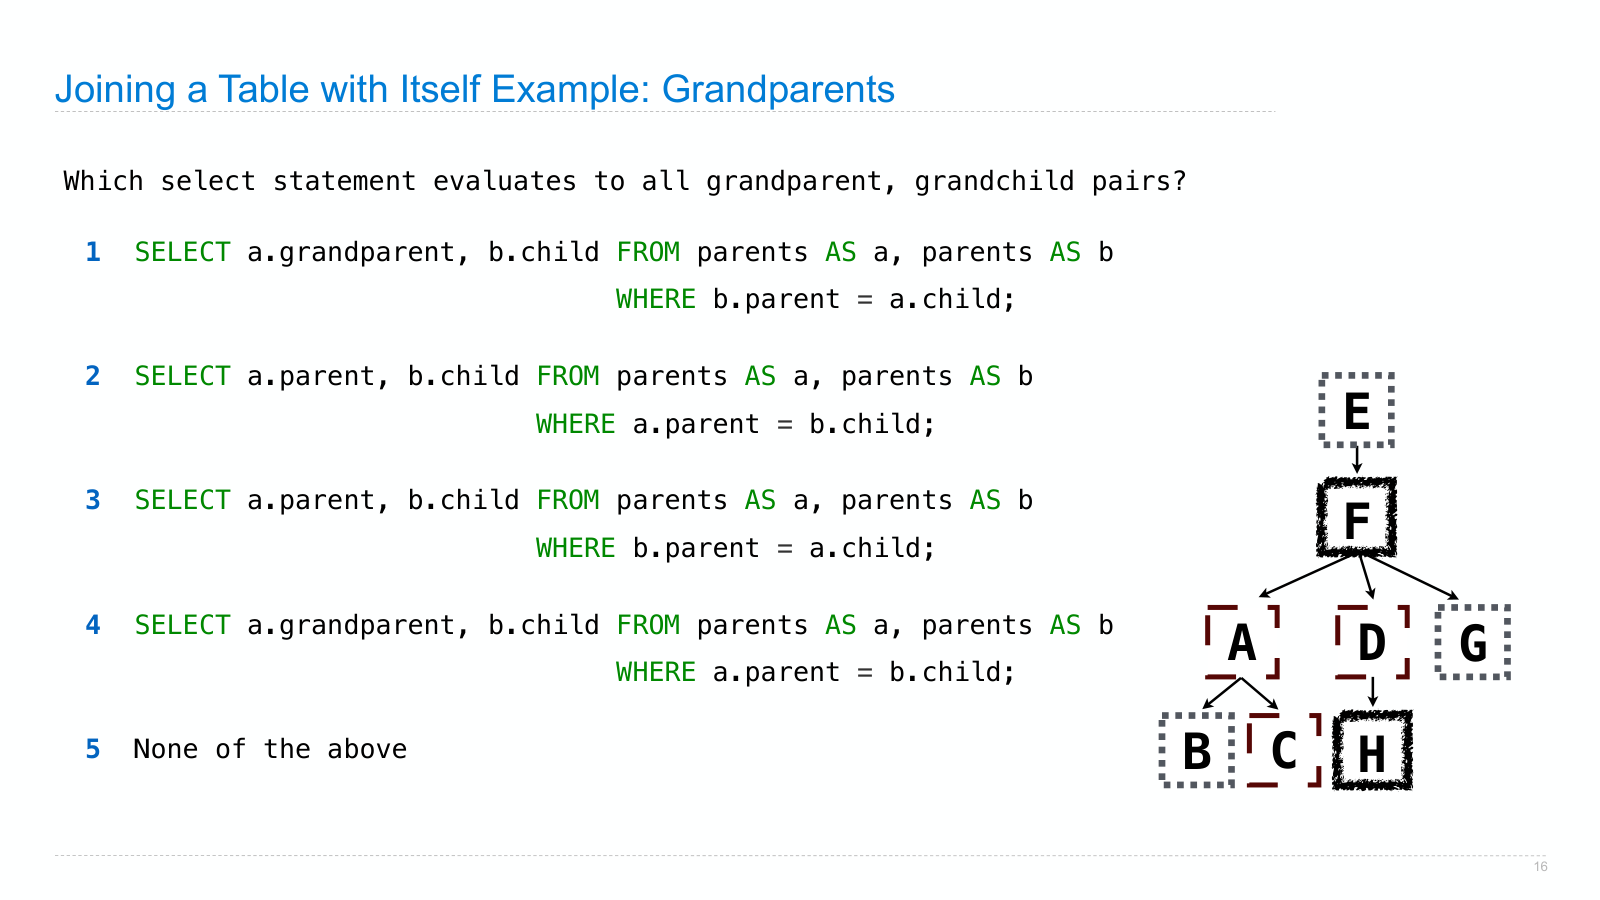 Joining a Table with Itself Example: Grandparents
Which select statement evaluates to all grandparent, grandchild pairs?
1 SELECT a.grandparent, b.child FROM parents AS a, parents AS b
WHERE b.parent = a.child;
2 SELECT a.parent, b.child FROM parents AS a, parents AS b
WHERE a.parent = b.child;
3 SELECT a.parent, b.child FROM parents AS a, parents AS b
WHERE b.parent = a.child;
4 SELECT a.grandparent, b.child FROM parents AS a, parents AS b
WHERE a.parent = b.child;
5 None of the above
E
F
A D G
B C H
16